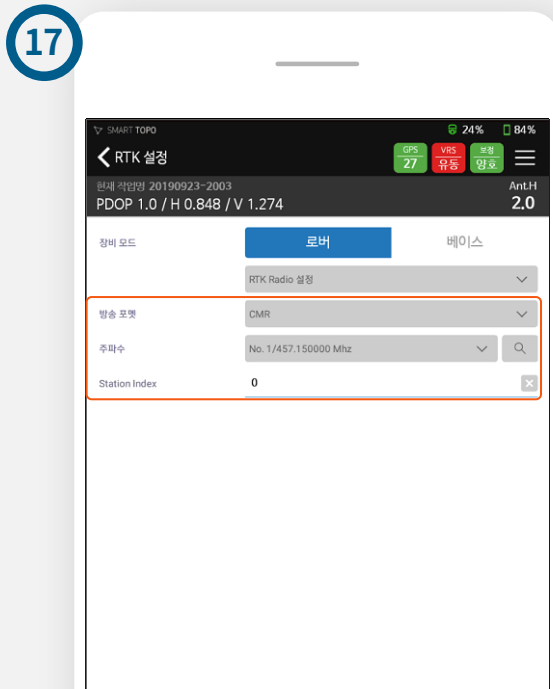 17
SMART TOPO 24% 84%
RTK 설정 GPS 27 VRS 유동 보정 양호
현재 작업명 20190923-2003 Ant.H
PDOP 1.0 / H 0.848 / V 1.274 2.0
장비 모드 로버 베이스
RTK Radio 설정
방송 포맷 CMR
주파수 No. 1/457.150000 Mhz
Station Index 0